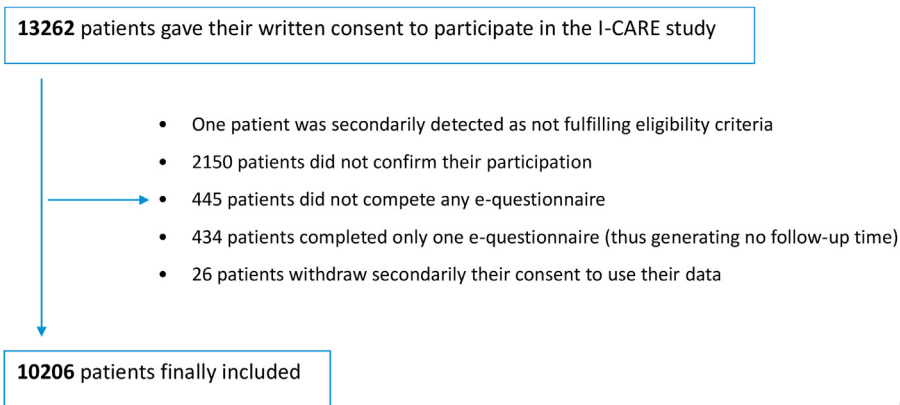 13262 patients gave their written consent to participate in the I-CARE study
• One patient was secondarily detected as not fulfilling eligibility criteria
• 2150 patients did not confirm their participation
• 445 patients did not compete any e-questionnaire
• 434 patients completed only one e-questionnaire (thus generating no follow-up time)
• 26 patients withdraw secondarily their consent to use their data
10206 patients finally included